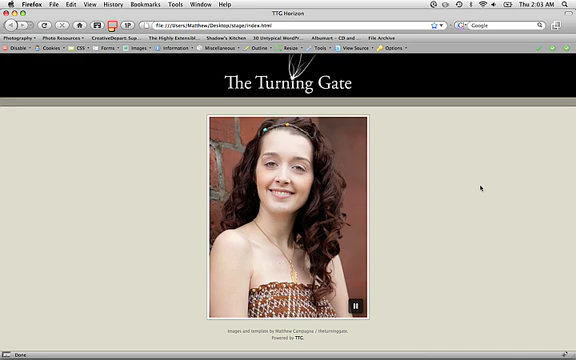 Firefox File Edit View History Bookmarks Tools Window Help
Thu 2:03 AM
TTG Horizon
file:///Users/Matthew/Desktop/stage/index.html
Google
Photography Photo Resources CreativeDepart: Sup... The Highly Extensibl... Shadow's Kitchen 30 Untypical WordPr... Album - CD and ... File Archive
Disable Cookies CSS Forms Images Information Miscellaneous Outline Resize Tools View Source Options
The Turning Gate
Images and template by Matthew Campagna / theturninggate.
Powered by TTG.
Done